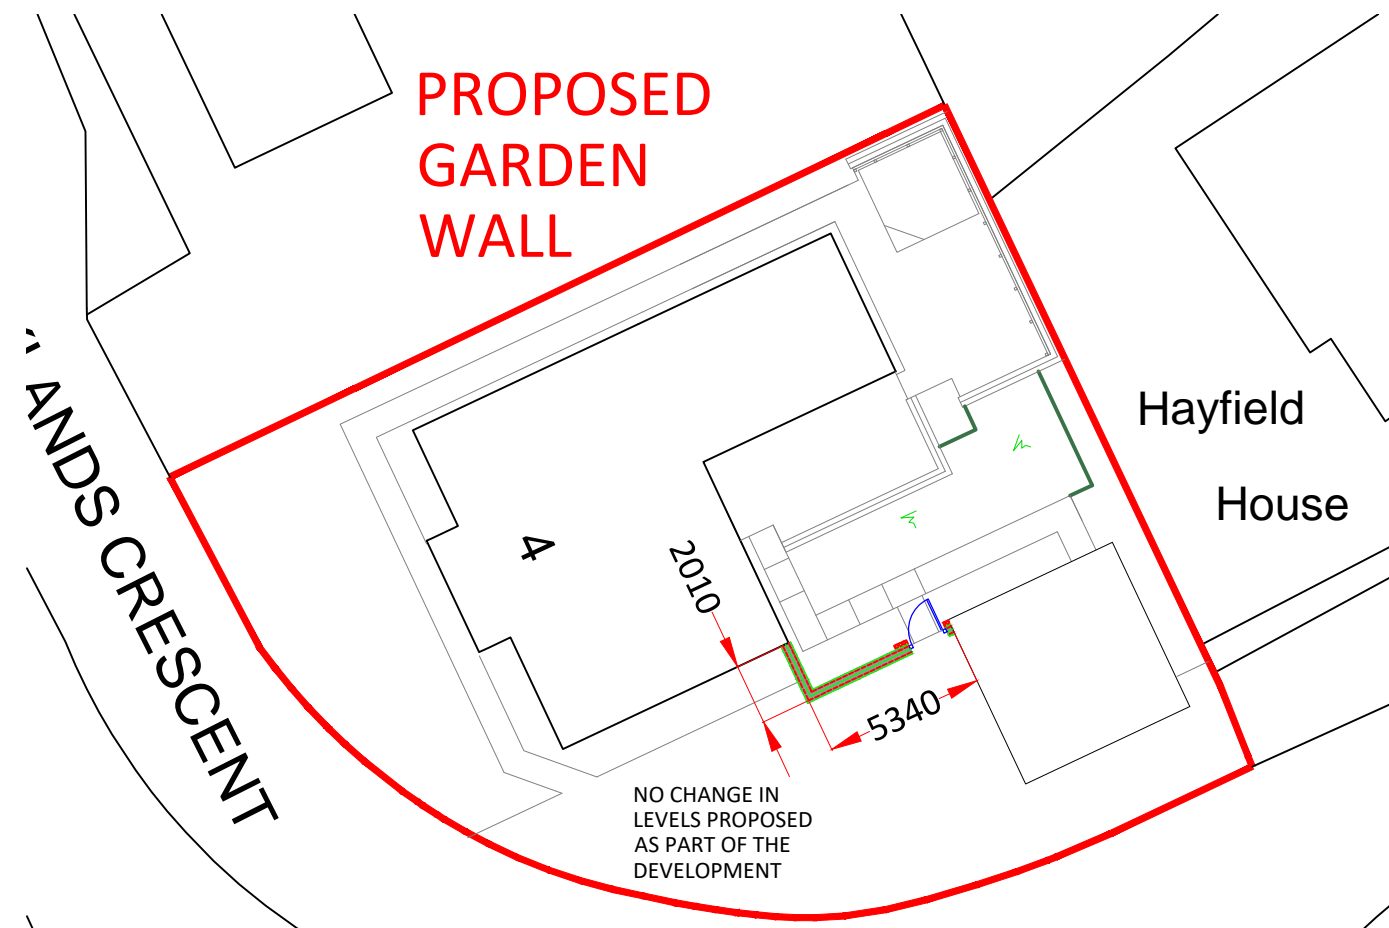 PROPOSED
GARDEN
WALL
ANDS CRESCENT
Hayfield
House
4
2010
5340
NO CHANGE IN
LEVELS PROPOSED
AS PART OF THE
DEVELOPMENT